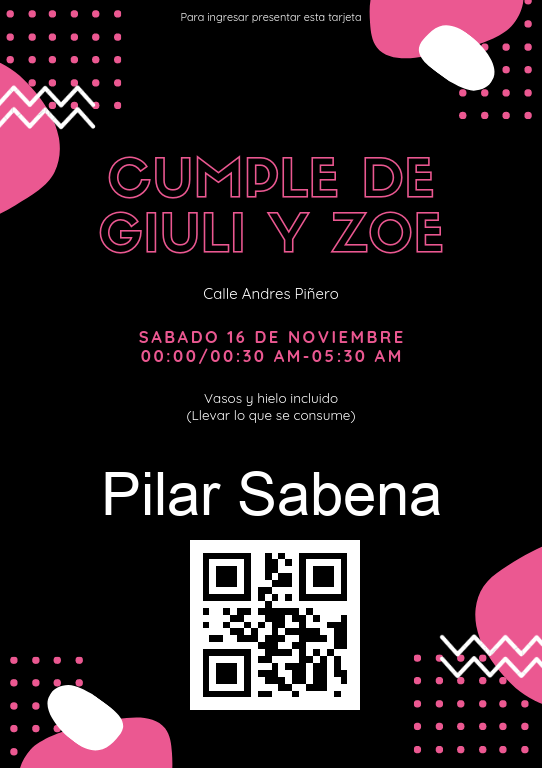 Para ingresar presentar esta tarjeta
CUMPLE DE
GIULI Y ZOE
Calle Andres Piñero
SABADO 16 DE NOVIEMBRE
00:00/00:30 AM-05:30 AM
Vasos y hielo incluido
(Llevar lo que se consume)
Pilar Sabena